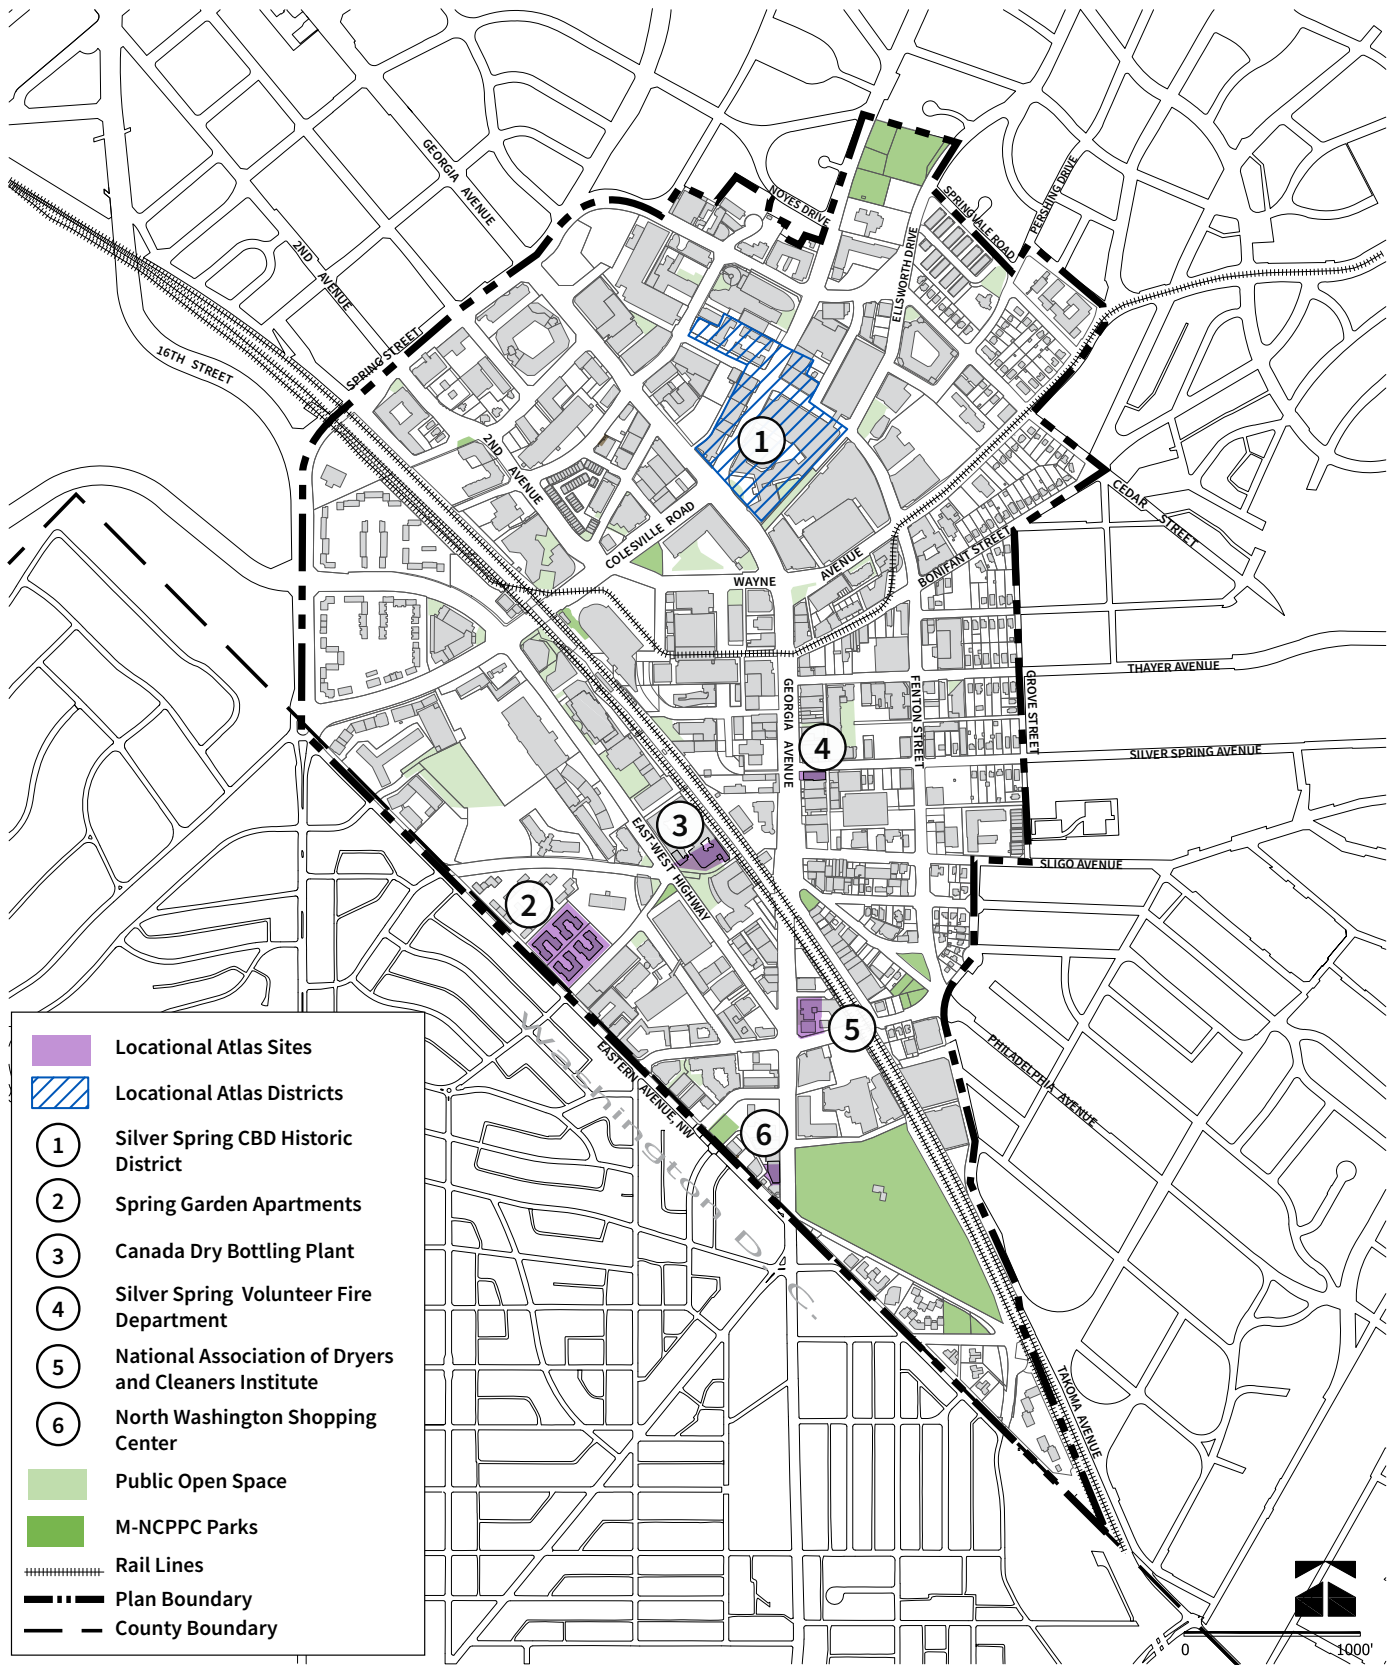 GEORGIA AVENUE
2ND AVENUE
16TH STREET
SPRING STREET
NOYES DRIVE
SPRINGVALE ROAD
PERSHING DRIVE
ELLSWORTH DRIVE
1
2ND AVENUE
COLESVILLE ROAD
CEDAR STREET
BONIFANT STREET
WAYNE AVENUE
THAYER AVENUE
GEORGIA AVENUE
FENTON STREET
GROVE STREET
4
SILVER SPRING AVENUE
3
EAST-WEST HIGHWAY
SLIGO AVENUE
2
5
EASTERN AVENUE, NW
Washington D.C.
PHILADELPHIA AVENUE
6
TAKOMA AVENUE
Locational Atlas Sites
Locational Atlas Districts
1 Silver Spring CBD Historic
District
2 Spring Garden Apartments
3 Canada Dry Bottling Plant
4 Silver Spring Volunteer Fire
Department
5 National Association of Dryers
and Cleaners Institute
6 North Washington Shopping
Center
Public Open Space
M-NCPPC Parks
Rail Lines
Plan Boundary
County Boundary
0 1000'